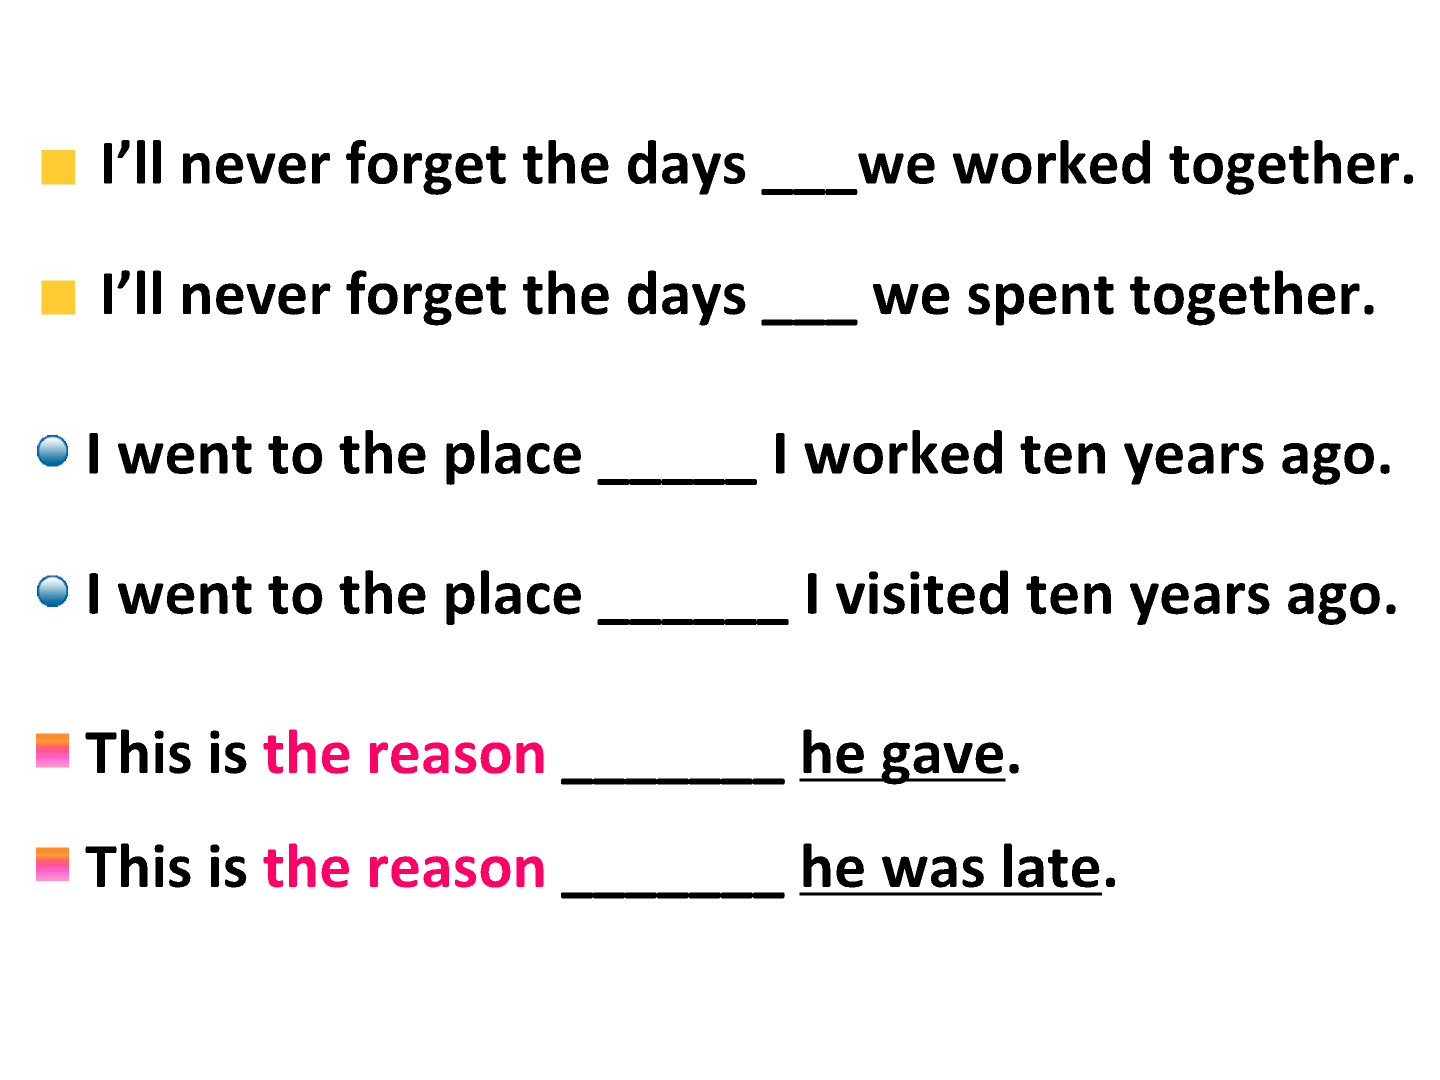 I’ll never forget the days ___we worked together.
I’ll never forget the days ___ we spent together.
I went to the place _____ I worked ten years ago.
I went to the place ______ I visited ten years ago.
This is the reason _______ he gave.
This is the reason _______ he was late.